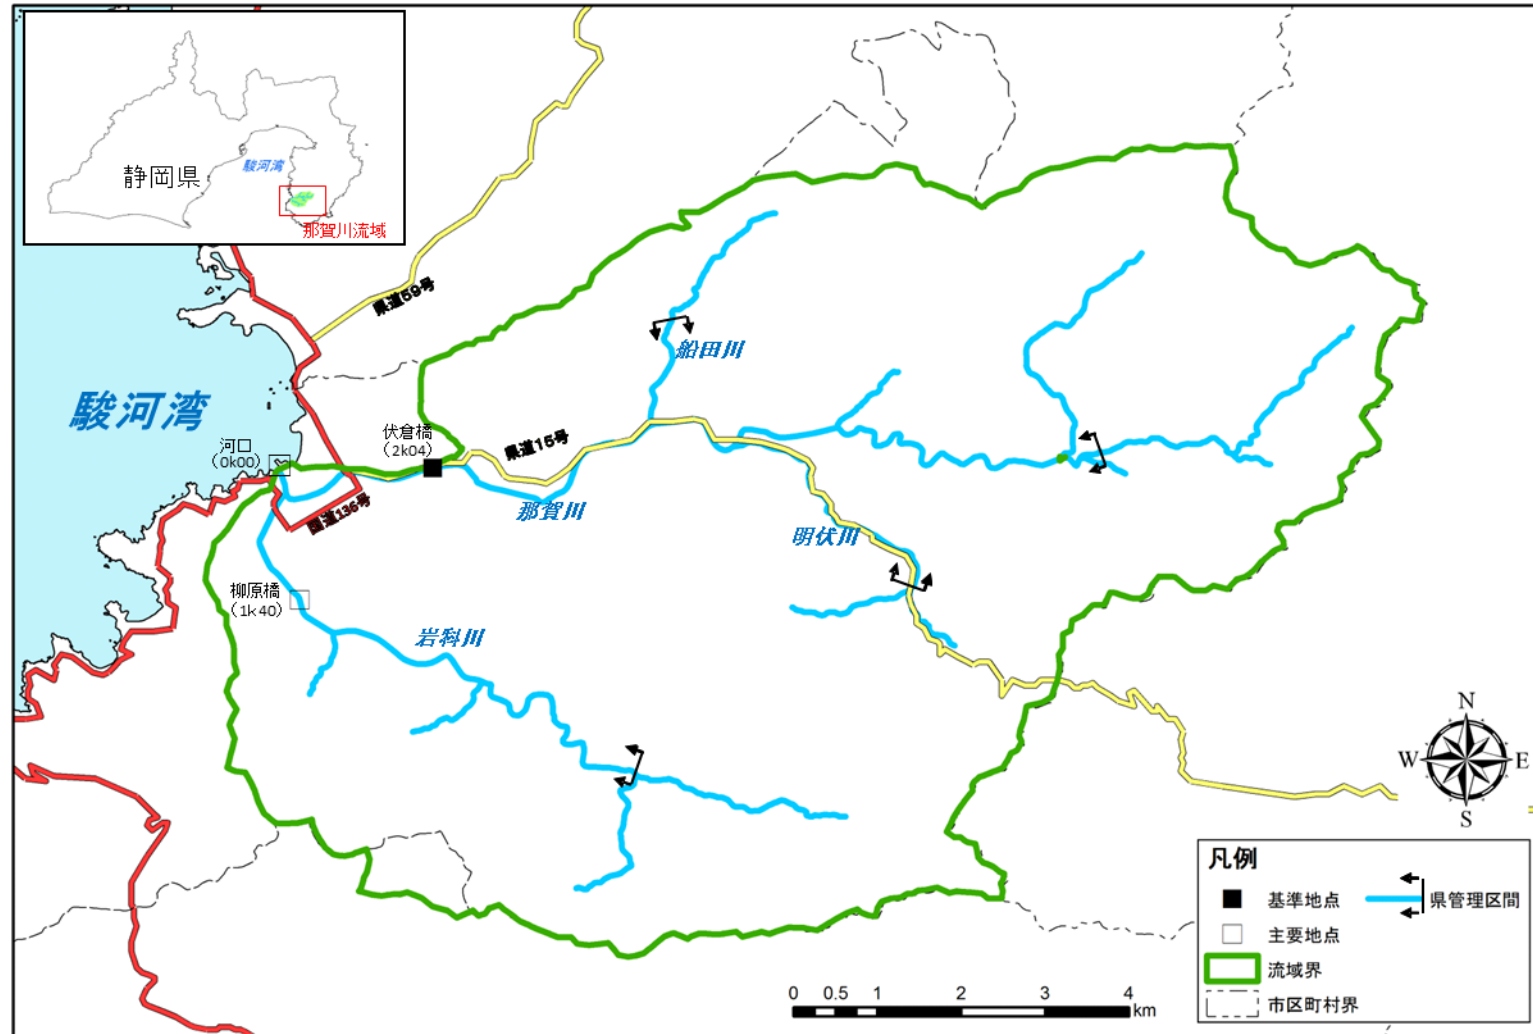 静岡県
駿河湾
那賀川流域
県道59号
駿河湾
船田川
河口
(0k00)
伏倉橋
(2k04)
県道15号
国道136号
那賀川
明伏川
柳原橋
(1k40)
岩科川
N
W
E
S
凡例
基準地点
県管理区間
主要地点
流域界
市区町村界
0 0.5 1 2 3 4
km